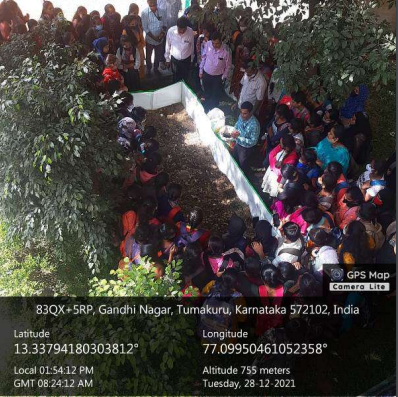 GPS Map
Camera Lite
83QX+5RP, Gandhi Nagar, Tumakuru, Karnataka 572102, India
Latitude
Longitude
13.33794180303812°
77.09950461052358°
Local 01:54:12 PM
Altitude 755 meters
GMT 08:24:12 AM
Tuesday, 28-12-2021